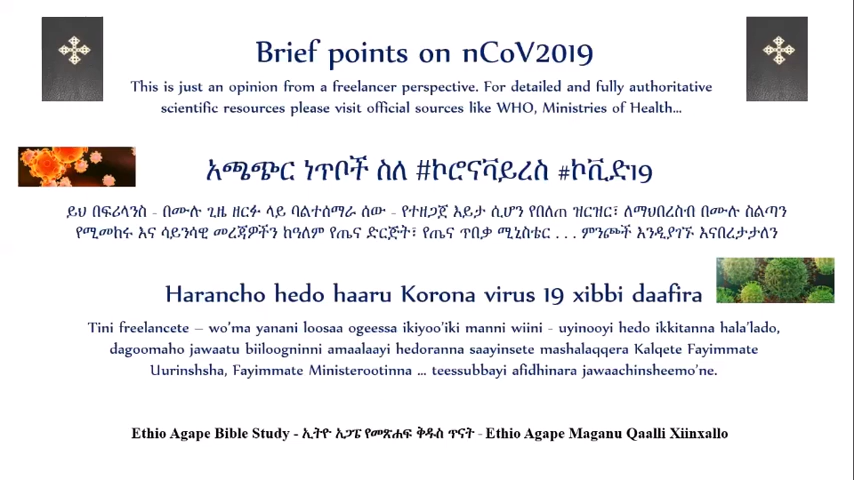 Brief points on nCoV2019
This is just an opinion from a freelancer perspective. For detailed and fully authoritative
scientific resources please visit official sources like WHO, Ministries of Health...
አጫጭር ነጥቦች ስለ #ኮሮናቫይረስ #ኮቪድ19
ይህ በፍሪላንስ - በሙሉ ጊዜ ዘርፉ ላይ ባልተሰማራ ሰው - የተዘጋጀ እይታ ሲሆን የበለጠ ዝርዝር፣ ለማህበረሰብ በሙሉ ስልጣን
የሚመከሩ እና ሳይንሳዊ መረጃዎችን ከዓለም የጤና ድርጅት፣ የጤና ጥበቃ ሚኒስቴር . . . ምንጮች እንዲያገኙ እናበረታታለን
Harancho hedo haaru Korona virus 19 xibbi daafira
Tini freelancete – wo'ma yanani loosaa ogeessa ikiyoo'iki manni wiini - uyinooyi hedo ikkitanna hala'lado,
dagoomaho jawaatu biiloogninni amaalaayi hedoranna saayinsete mashalaqqera Kalqete Fayimmate
Uurinshsha, Fayimmate Ministerootinna ... teessubbayi afidhinara jawaachinsheemo'ne.
Ethio Agape Bible Study - ኢትዮ አጋፔ የመጽሐፍ ቅዱስ ጥናት - Ethio Agape Maganu Qaalli Xiinxallo